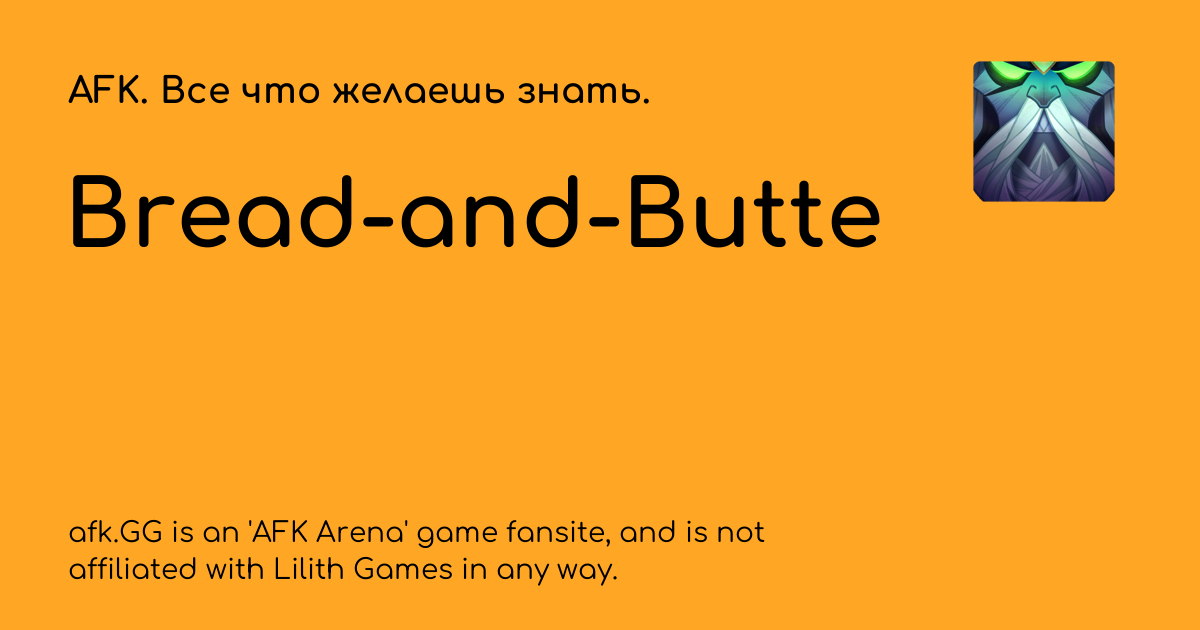 AFK. Все что желаешь знать.
Bread-and-Butte
afk.GG is an 'AFK Arena' game fansite, and is not
affiliated with Lilith Games in any way.